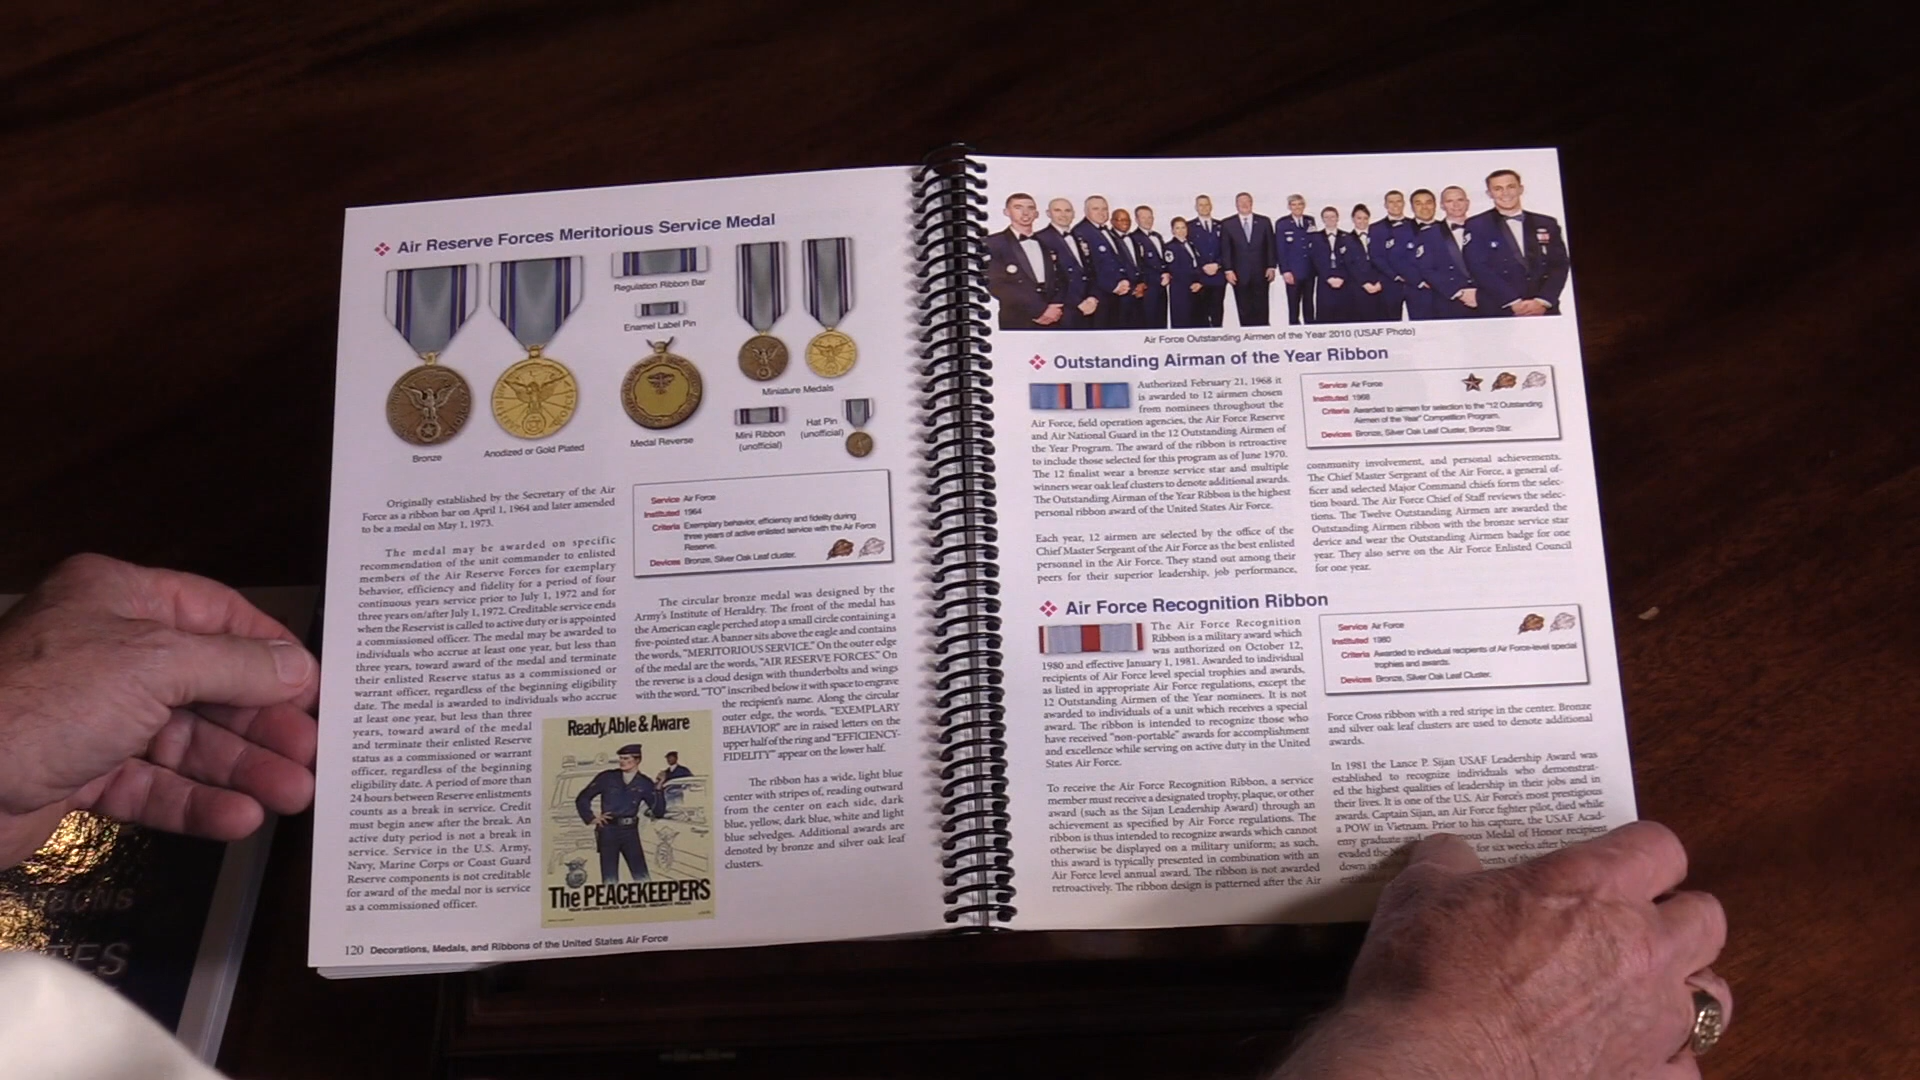 Air Reserve Forces Meritorious Service Medal
Regulation Ribbon Bar
Enamel Label Pin
Miniature Medals
Mini Ribbon
(unofficial)
Hat Pin
(unofficial)
Bronze
Anodized or Gold Plated
Medal Reverse
Originally established by the Secretary of the Air
Force as a ribbon bar on April 1, 1964 and later amended
to be a medal on May 1, 1973.
The medal may be awarded on specific
recommendation of the unit commander to enlisted
members of the Air Reserve Forces for exemplary
behavior, efficiency and fidelity for a period of four
continuous years service prior to July 1, 1972 and for
three years on/after July 1, 1972. Creditable service ends
when the Reservist is called to active duty or is appointed
a commissioned officer. The medal may be awarded to
individuals who accrue at least one year, but less than
three years, toward award of the medal and terminate
their enlisted Reserve status as a commissioned or
warrant officer, regardless of the beginning eligibility
date. The medal is awarded to individuals who accrue
at least one year, but less than three
years, toward award of the medal
and terminate their enlisted Reserve
status as a commissioned or warrant
officer, regardless of the beginning
eligibility date. A period of more than
24 hours between Reserve enlistments
counts as a break in service. Credit
must begin anew after the break. An
active duty period is not a break in
service. Service in the U.S. Army,
Navy, Marine Corps or Coast Guard
Reserve components is not creditable
for award of the medal nor is service
as a commissioned officer.
Service Air Force
Instituted 1964
Criteria Exemplary behavior, efficiency and fidelity during
three years of active enlisted service with the Air Force
Reserve.
Devices Bronze, Silver Oak Leaf cluster.
The circular bronze medal was designed by the
Army's Institute of Heraldry. The front of the medal has
the American eagle perched atop a small circle containing a
five-pointed star. A banner sits above the eagle and contains
the words, "MERITORIOUS SERVICE." On the outer edge
of the medal are the words, "AIR RESERVE FORCES." On
the reverse is a cloud design with thunderbolts and wings
with the word, "TO" inscribed below it with space to engrave
the recipient's name. Along the circular
outer edge, the words, "EXEMPLARY
BEHAVIOR" are in raised letters on the
upper half of the ring and "EFFICIENCY-
FIDELITY" appear on the lower half.
The ribbon has a wide, light blue
center with stripes of, reading outward
from the center on each side, dark
blue, yellow, dark blue, white and light
blue selvedges. Additional awards are
denoted by bronze and silver oak leaf
clusters.
Ready, Able & Aware
The PEACEKEEPERS
120 Decorations, Medals, and Ribbons of the United States Air Force
Air Force Outstanding Airmen of the Year 2010 (USAF Photo)
Outstanding Airman of the Year Ribbon
Authorized February 21, 1968 it
is awarded to 12 airmen chosen
from nominees throughout the
Air Force, field operation agencies, the Air Force Reserve
and Air National Guard in the 12 Outstanding Airmen of
the Year Program. The award of the ribbon is retroactive
to include those selected for this program as of June 1970.
The 12 finalist wear a bronze service star and multiple
winners wear oak leaf clusters to denote additional awards.
The Outstanding Airman of the Year Ribbon is the highest
personal ribbon award of the United States Air Force.
Each year, 12 airmen are selected by the office of the
Chief Master Sergeant of the Air Force as the best enlisted
personnel in the Air Force. They stand out among their
peers for their superior leadership, job performance,
Service Air Force
Instituted 1968
Criteria Awarded to airmen for selection to the "12 Outstanding
Airmen of the Year" Competition Program.
Devices Bronze, Silver Oak Leaf Cluster, Bronze Star.
community involvement, and personal achievements.
The Chief Master Sergeant of the Air Force, a general of-
ficer and selected Major Command chiefs form the selec-
tion board. The Air Force Chief of Staff reviews the selec-
tions. The Twelve Outstanding Airmen are awarded the
Outstanding Airmen ribbon with the bronze service star
device and wear the Outstanding Airmen badge for one
year. They also serve on the Air Force Enlisted Council
for one year.
Air Force Recognition Ribbon
The Air Force Recognition
Ribbon is a military award which
was authorized on October 12,
1980 and effective January 1, 1981. Awarded to individual
recipients of Air Force level special trophies and awards,
as listed in appropriate Air Force regulations, except the
12 Outstanding Airmen of the Year nominees. It is not
awarded to individuals of a unit which receives a special
award. The ribbon is intended to recognize those who
have received "non-portable" awards for accomplishment
and excellence while serving on active duty in the United
States Air Force.
To receive the Air Force Recognition Ribbon, a service
member must receive a designated trophy, plaque, or other
award (such as the Sijan Leadership Award) through an
achievement as specified by Air Force regulations. The
ribbon is thus intended to recognize awards which cannot
otherwise be displayed on a military uniform; as such,
this award is typically presented in combination with an
Air Force level annual award. The ribbon is not awarded
retroactively. The ribbon design is patterned after the Air
Service Air Force
Instituted 1980
Criteria Awarded to individual recipients of Air Force-level special
trophies and awards.
Devices Bronze, Silver Oak Leaf Cluster.
Force Cross ribbon with a red stripe in the center. Bronze
and silver oak leaf clusters are used to denote additional
awards.
In 1981 the Lance P. Sijan USAF Leadership Award was
established to recognize individuals who demonstrat-
ed the highest qualities of leadership in their jobs and in
their lives. It is one of the U.S. Air Force's most prestigious
awards. Captain Sijan, an Air Force fighter pilot, died while
a POW in Vietnam. Prior to his capture, the USAF Acad-
emy graduate and Medal of Honor recipient
evaded the for six weeks after
down in of the